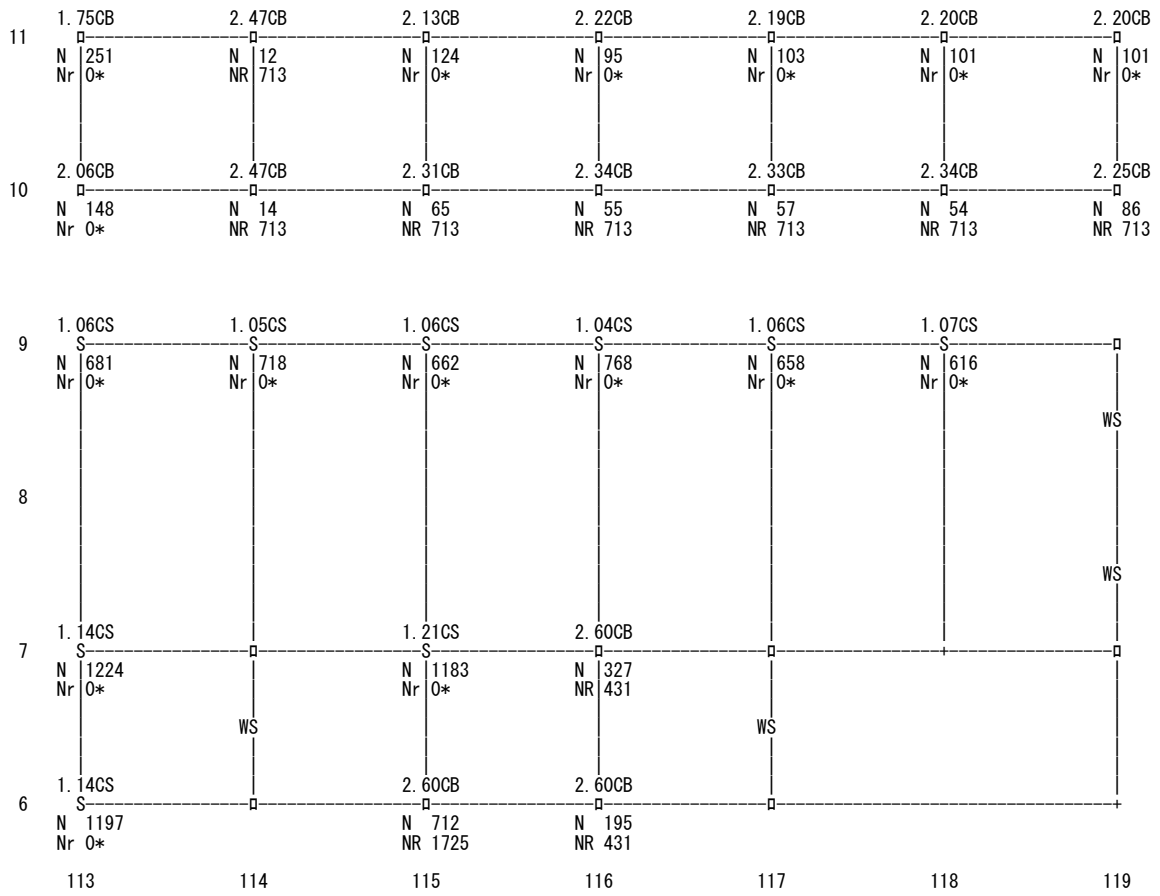 1.75CB 2.47CB 2.13CB 2.22CB 2.19CB 2.20CB 2.20CB
11
N 251 N 12 N 124 N 95 N 103 N 101 N 101
Nr 0* NR 713 Nr 0* Nr 0* Nr 0* Nr 0* Nr 0*
2.06CB 2.47CB 2.31CB 2.34CB 2.33CB 2.34CB 2.25CB
10
N 148 N 14 N 65 N 55 N 57 N 54 N 86
Nr 0* NR 713 NR 713 NR 713 NR 713 NR 713 NR 713
1.06CS 1.05CS 1.06CS 1.04CS 1.06CS 1.07CS
9 S S S S S S
N 681 N 718 N 662 N 768 N 658 N 616
Nr 0* Nr 0* Nr 0* Nr 0* Nr 0* Nr 0*
WS
8
WS
1.14CS 1.21CS 2.60CB
7 S S
N 1224 N 1183 N 327
Nr 0* Nr 0* NR 431
WS WS
1.14CS 2.60CB 2.60CB
6 S
N 1197 N 712 N 195
Nr 0* NR 1725 NR 431
113 114 115 116 117 118 119